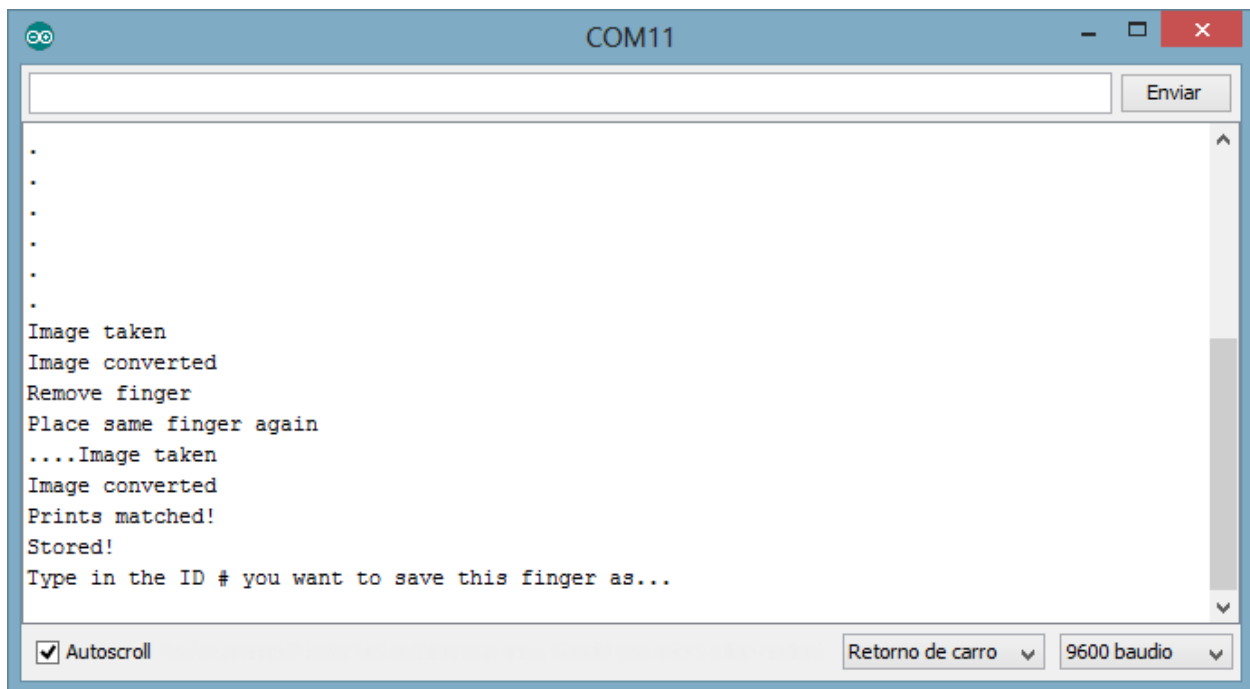 COM11
Enviar
.
.
.
.
.
.
Image taken
Image converted
Remove finger
Place same finger again
....Image taken
Image converted
Prints matched!
Stored!
Type in the ID # you want to save this finger as...
Autoscroll
Retorno de carro
9600 baudio